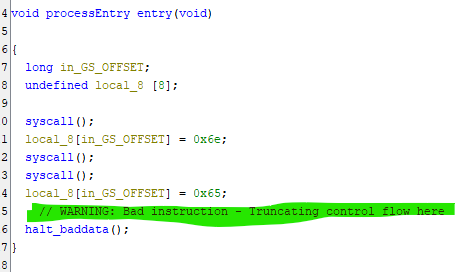 4 void processEntry entry(void)
5
6 {
7 long in_GS_OFFSET;
8 undefined local_8 [8];
9
0 syscall();
1 local_8[in_GS_OFFSET] = 0x6e;
2 syscall();
3 syscall();
4 local_8[in_GS_OFFSET] = 0x65;
5 // WARNING: Bad instruction - Truncating control flow here
6 halt_baddata();
7 }
8